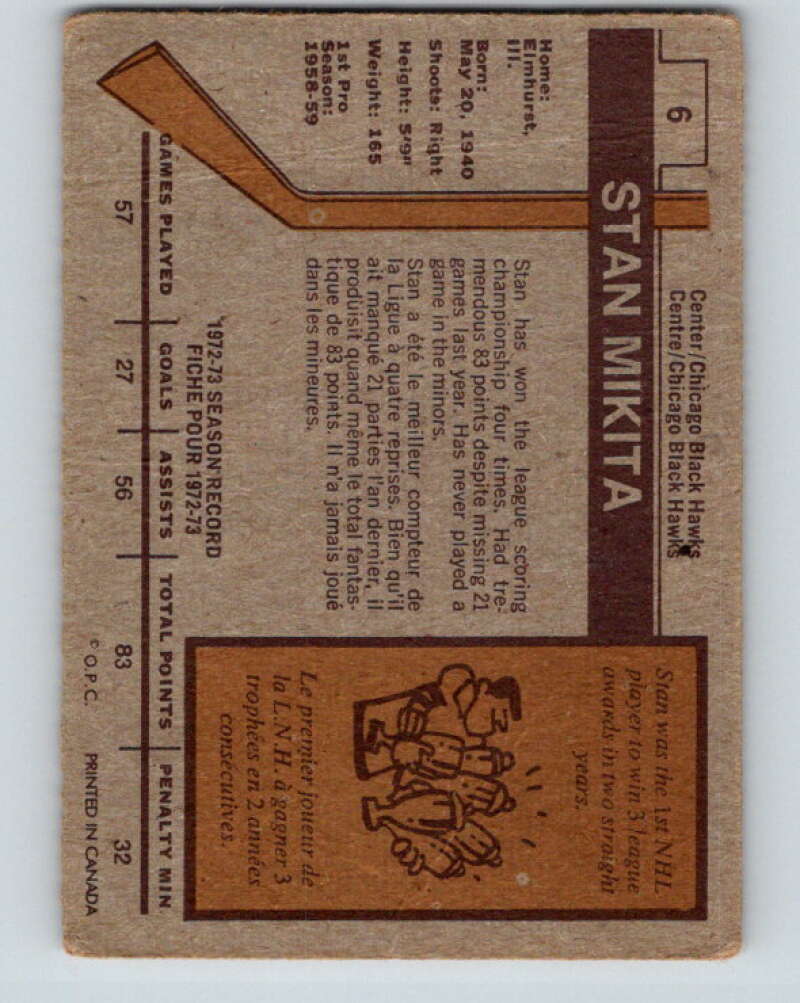 6
Center/Chicago Black Hawks
Centre/Chicago Black Hawks
STAN MIKITA
Home:
Elmhurst,
Ill.
Born:
May 20, 1940
Shoots: Right
Height: 5'9"
Weight: 165
1st Pro
Season:
1958-59
Stan has won the league scoring
championship four times. Had tre-
mendous 83 points despite missing 21
games last year. Has never played a
game in the minors.
Stan a été le meilleur compteur de
la Ligue à quatre reprises. Bien qu'il
ait manqué 21 parties l'an dernier, il
produisit quand même le total fantas-
tique de 83 points. Il n'a jamais joué
dans les mineures.
Stan was the 1st NHL
player to win 3 league
awards in two straight
years.
Le premier joueur de
la L.N.H. à gagner 3
trophées en 2 années
consécutives.
1972-73 SEASON RECORD
FICHE POUR 1972-73
GAMES PLAYED GOALS ASSISTS TOTAL POINTS PENALTY MIN.
57 27 56 83 32
© O.P.C. PRINTED IN CANADA